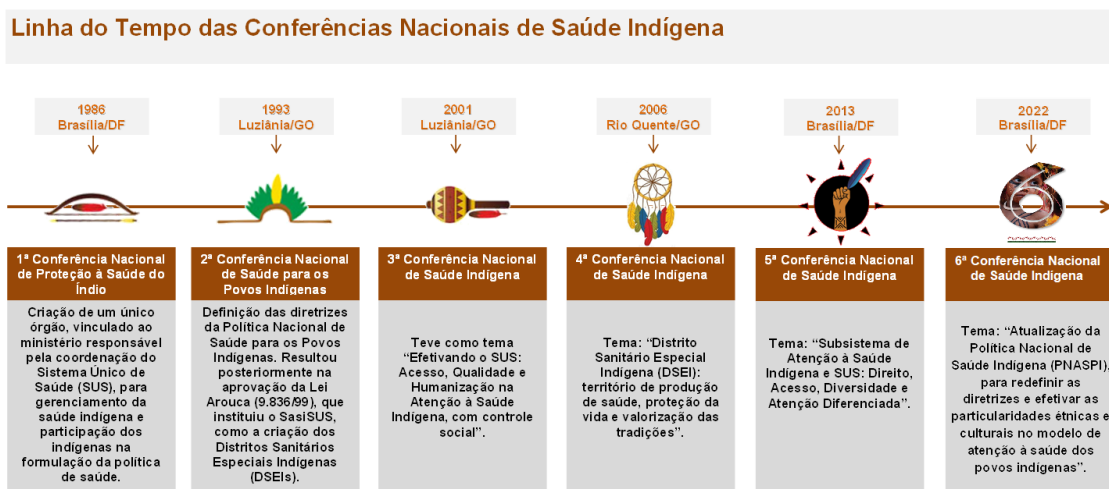 Linha do Tempo das Conferências Nacionais de Saúde Indígena
1986
Brasília/DF
1993
Luziânia/GO
2001
Luziânia/GO
2006
Rio Quente/GO
2013
Brasília/DF
2022
Brasília/DF
1ª Conferência Nacional
de Proteção à Saúde do
Índio
Criação de um único
órgão, vinculado ao
ministério responsável
pela coordenação do
Sistema Único de
Saúde (SUS), para
gerenciamento da
saúde indígena e
participação dos
indígenas na
formulação da política
de saúde.
2ª Conferência Nacional
de Saúde para os
Povos Indígenas
Definição das diretrizes
da Política Nacional de
Saúde para os Povos
Indígenas. Resultou
posteriormente na
aprovação da Lei
Arouca (9.836/99), que
instituiu o SasiSUS,
como a criação dos
Distritos Sanitários
Especiais Indígenas
(DSEIs).
3ª Conferência Nacional
de Saúde Indígena
Teve como tema
“Efetivando o SUS:
Acesso, Qualidade e
Humanização na
Atenção à Saúde
Indígena, com controle
social”.
4ª Conferência Nacional
de Saúde Indígena
Tema: “Distrito
Sanitário Especial
Indígena (DSEI):
território de produção
de saúde, proteção da
vida e valorização das
tradições”.
5ª Conferência Nacional
de Saúde Indígena
Tema: “Subsistema de
Atenção à Saúde
Indígena e SUS: Direito,
Acesso, Diversidade e
Atenção Diferenciada”.
6ª Conferência Nacional
de Saúde Indígena
Tema: “Atualização da
Política Nacional de
Saúde Indígena (PNASPI),
para redefinir as
diretrizes e efetivar as
particularidades étnicas e
culturais no modelo de
atenção à saúde dos
povos indígenas”.